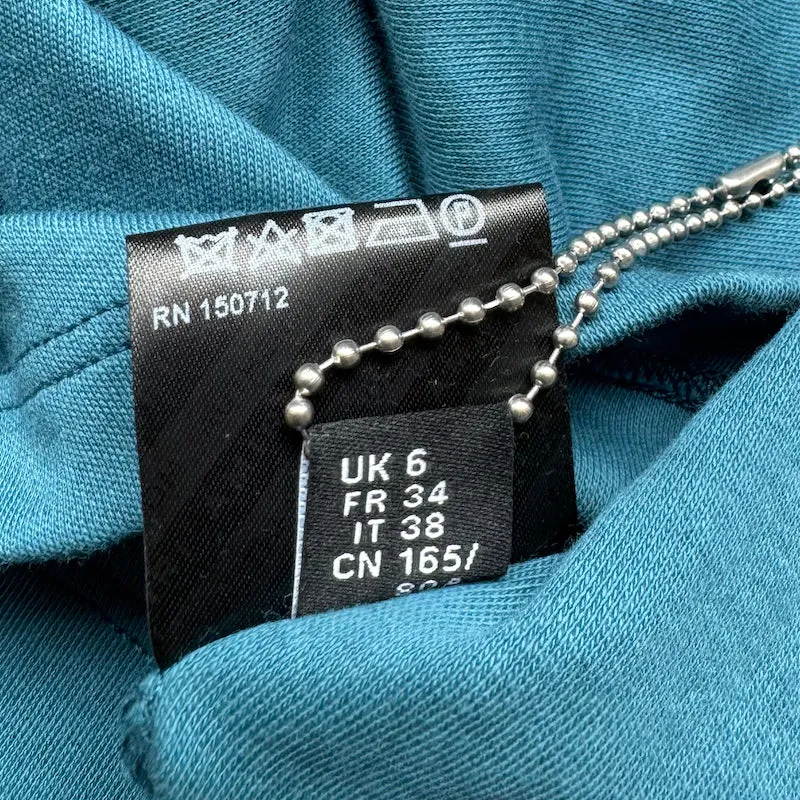 P
RN 150712
UK 6
FR 34
IT 38
CN 165/